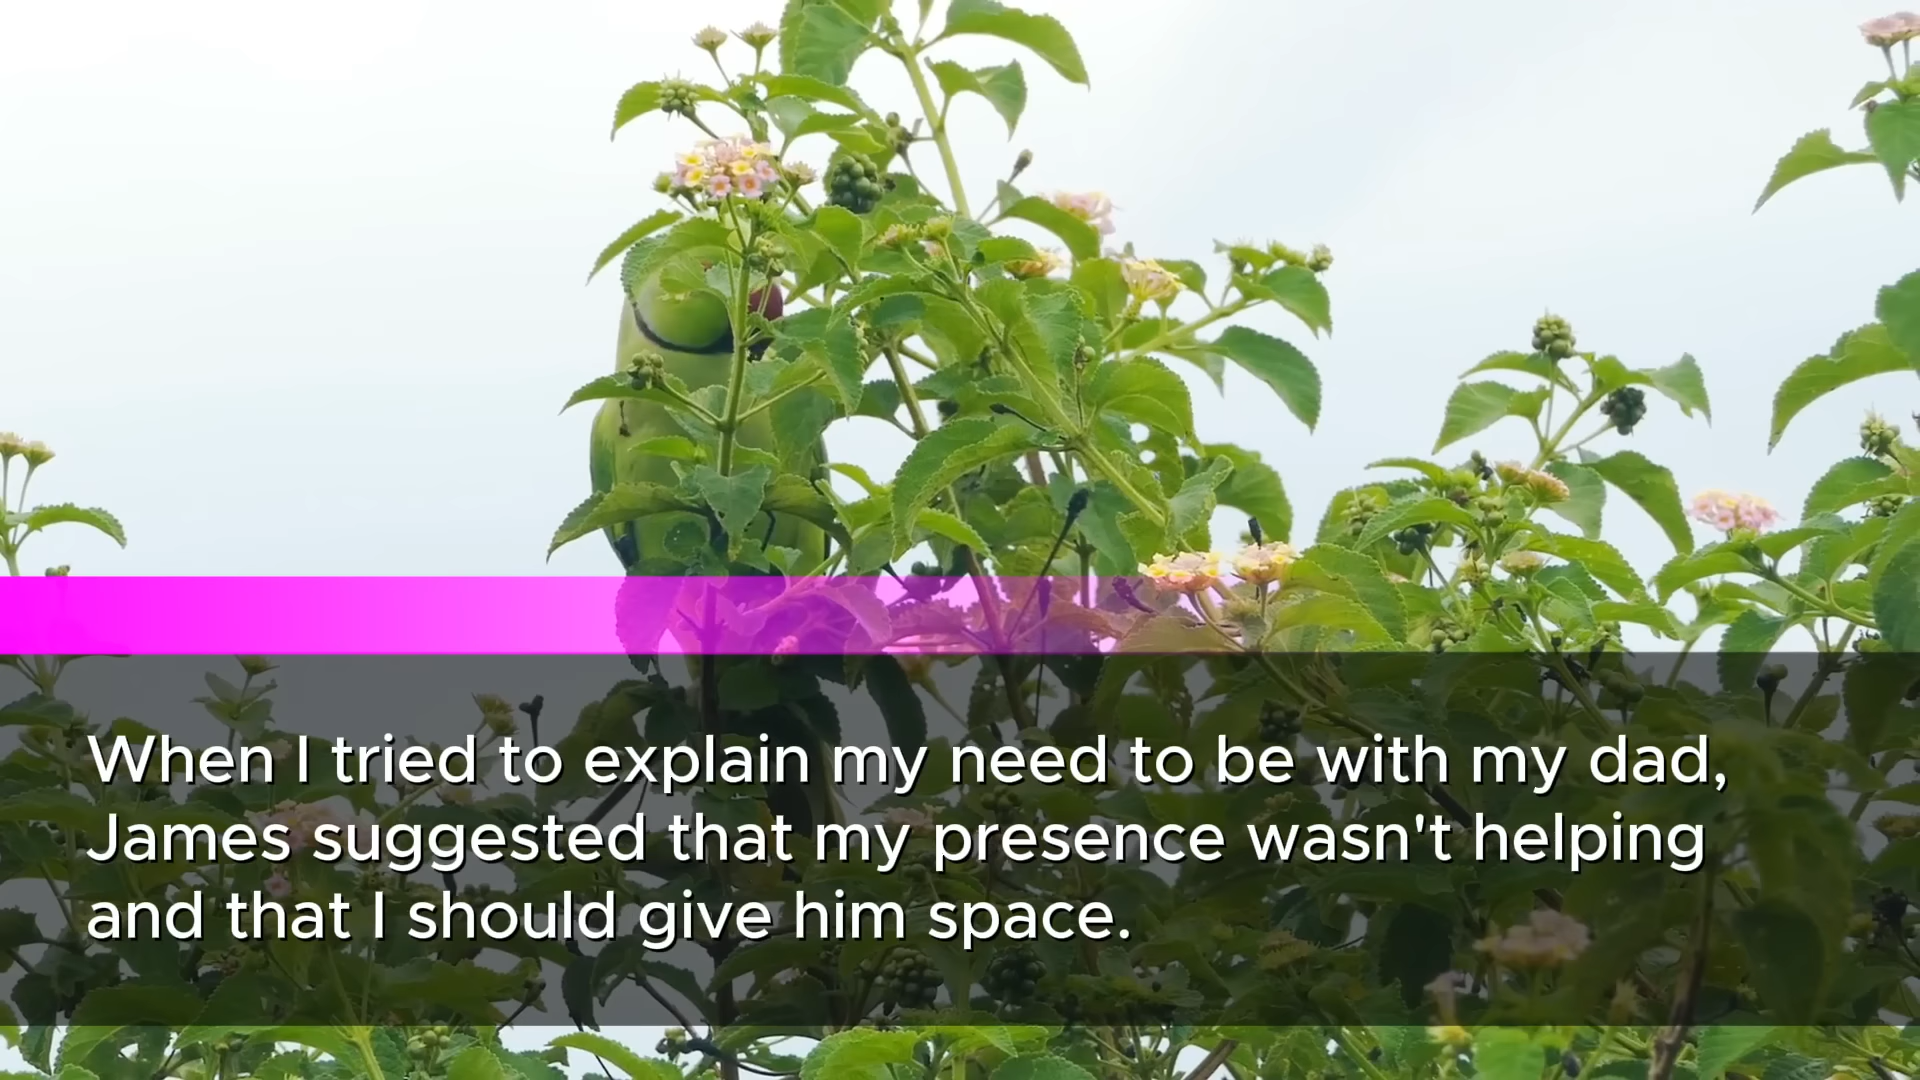 When I tried to explain my need to be with my dad,
James suggested that my presence wasn't helping
and that I should give him space.